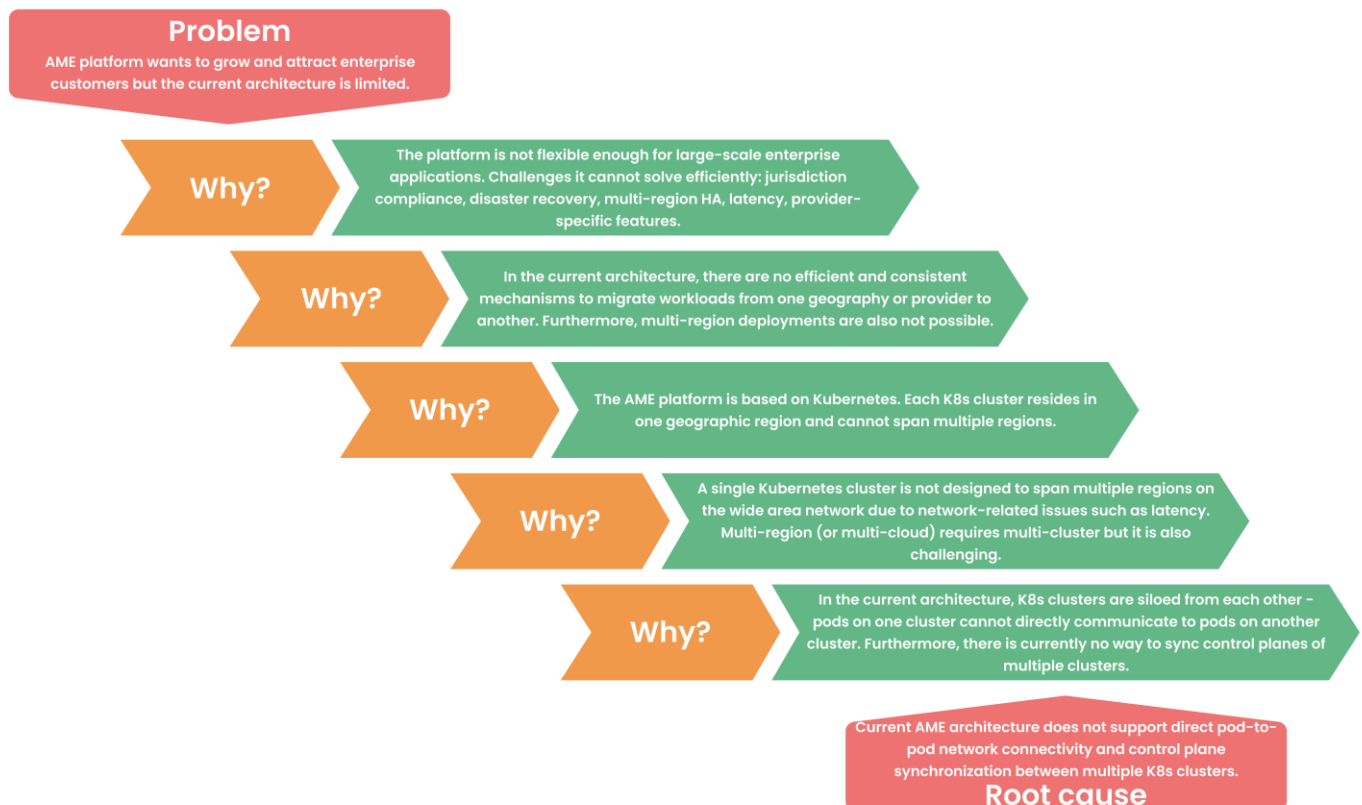 Problem
AME platform wants to grow and attract enterprise
customers but the current architecture is limited.
Why?
The platform is not flexible enough for large-scale enterprise
applications. Challenges it cannot solve efficiently: jurisdiction
compliance, disaster recovery, multi-region HA, latency, provider-
specific features.
Why?
In the current architecture, there are no efficient and consistent
mechanisms to migrate workloads from one geography or provider to
another. Furthermore, multi-region deployments are also not possible.
Why?
The AME platform is based on Kubernetes. Each K8s cluster resides in
one geographic region and cannot span multiple regions.
Why?
A single Kubernetes cluster is not designed to span multiple regions on
the wide area network due to network-related issues such as latency.
Multi-region (or multi-cloud) requires multi-cluster but it is also
challenging.
Why?
In the current architecture, K8s clusters are siloed from each other -
pods on one cluster cannot directly communicate to pods on another
cluster. Furthermore, there is currently no way to sync control planes of
multiple clusters.
Current AME architecture does not support direct pod-to-
pod network connectivity and control plane
synchronization between multiple K8s clusters.
Root cause